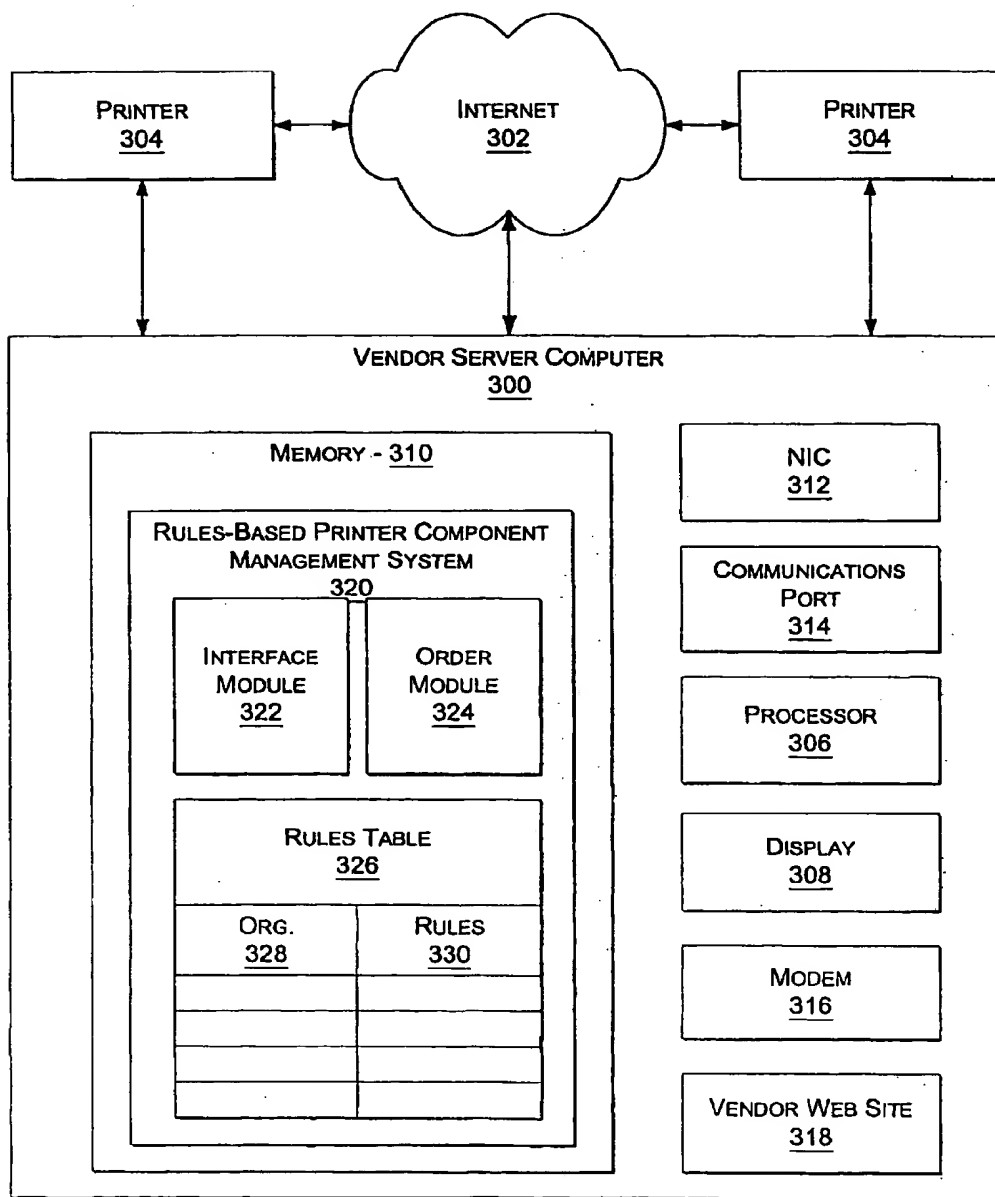 PRINTER
304
INTERNET
302
PRINTER
304
VENDOR SERVER COMPUTER
300
MEMORY - 310
RULES-BASED PRINTER COMPONENT
MANAGEMENT SYSTEM
320
INTERFACE
MODULE
322
ORDER
MODULE
324
RULES TABLE
326
ORG.
328
RULES
330
NIC
312
COMMUNICATIONS
PORT
314
PROCESSOR
306
DISPLAY
308
MODEM
316
VENDOR WEB SITE
318